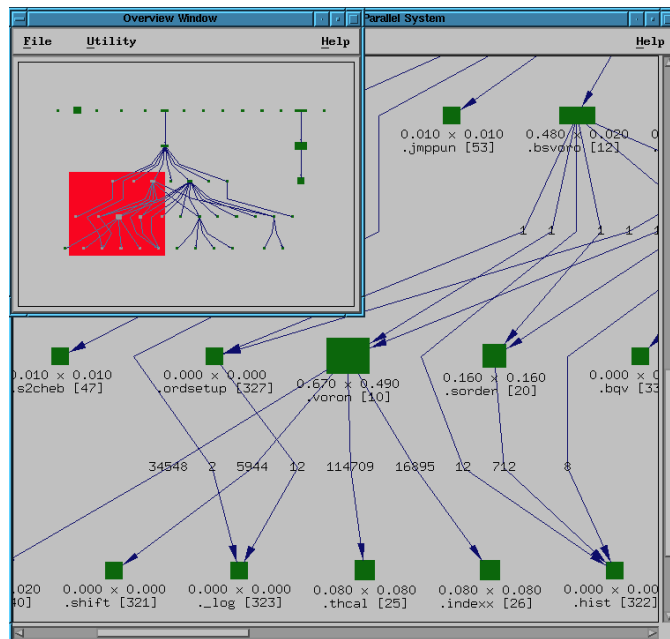 Overview Window
Parallel System
File Utility Help
Help
0.010 × 0.010
.jmppun [53]
0.480 × 0.020
.bsvoro [12]
1 1 1 1 1
0.010 × 0.010
.s2cheb [47]
0.000 × 0.000
.ordsetup [327]
0.670 × 0.490
.voron [10]
0.160 × 0.160
.sorder [20]
0.000 × 0
.bqv [33
34548 2 5944 12 114709 16895 12 712 8
.020
40]
0.000 × 0.000
.shift [321]
0.000 × 0.000
._log [323]
0.080 × 0.080
.thcal [25]
0.080 × 0.080
.indexx [26]
0.000 × 0.000
.hist [322]